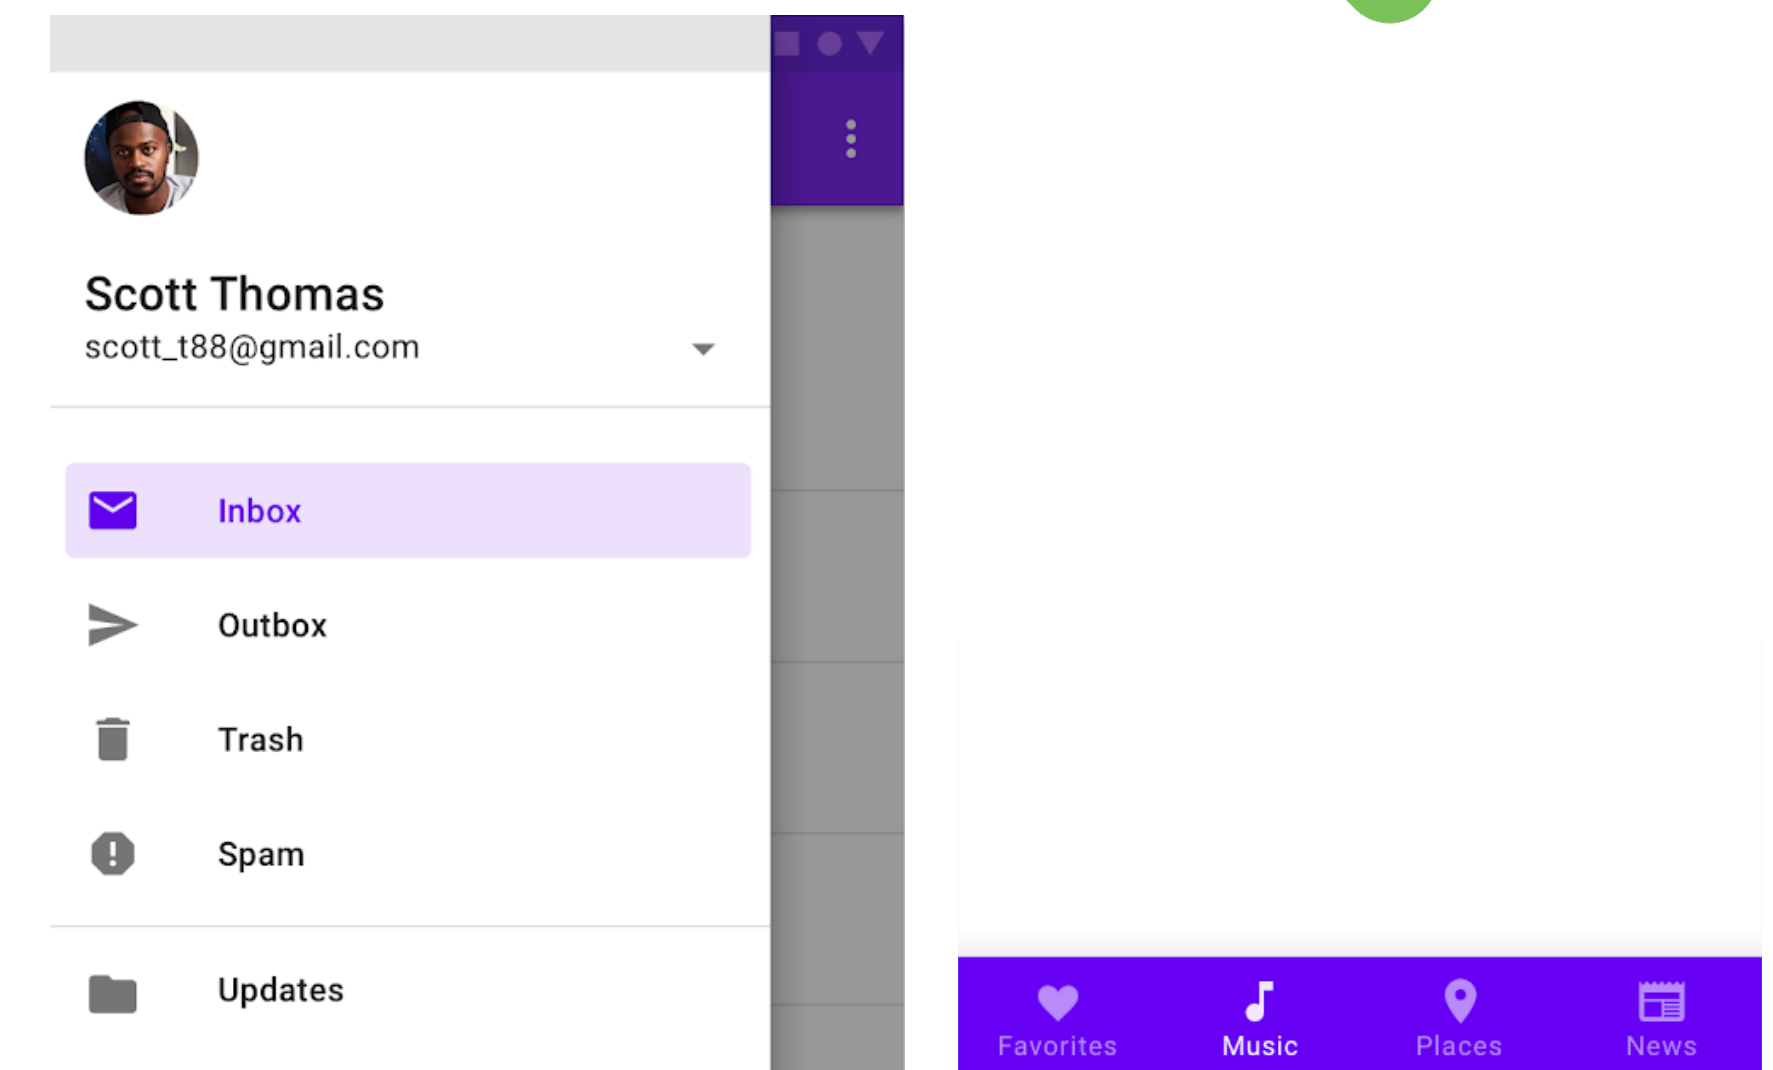 Scott Thomas
scott_t88@gmail.com
Inbox
Outbox
Trash
Spam
Updates
Favorites
Music
Places
News